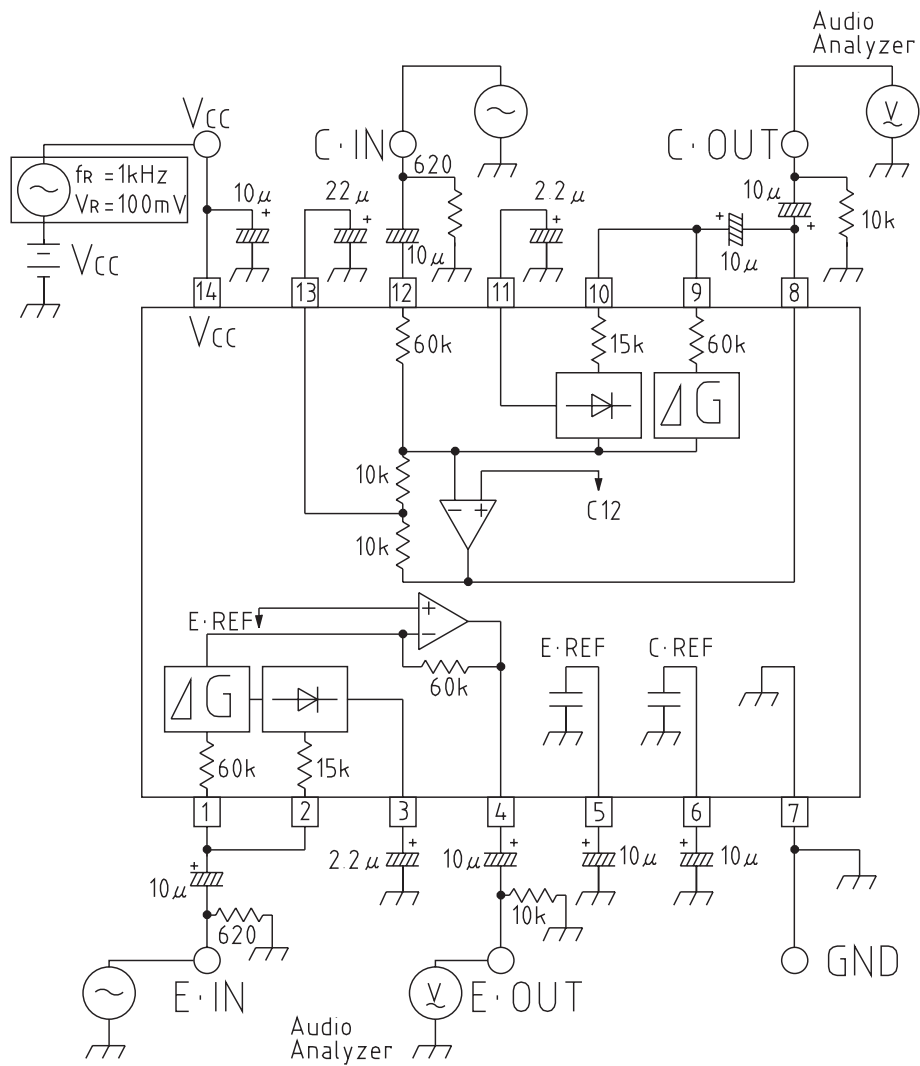 Audio
Analyzer
V
VCC
C·IN
C·OUT
fR =1kHz
VR=100mV
VCC
10μ
+
22μ
+
620
10μ
2.2μ
+
+
10μ
10μ
+
10k
14
13
12
11
10
9
8
VCC
60k
15k
60k
ΔG
10k
10k
- +
C12
E·REF
+
-
60k
E·REF
C·REF
ΔG
60k
15k
1
2
3
4
5
6
7
+
10μ
2.2μ
+
10μ
+
+
10μ
+
10μ
620
10k
E·IN
V
E·OUT
GND
Audio
Analyzer